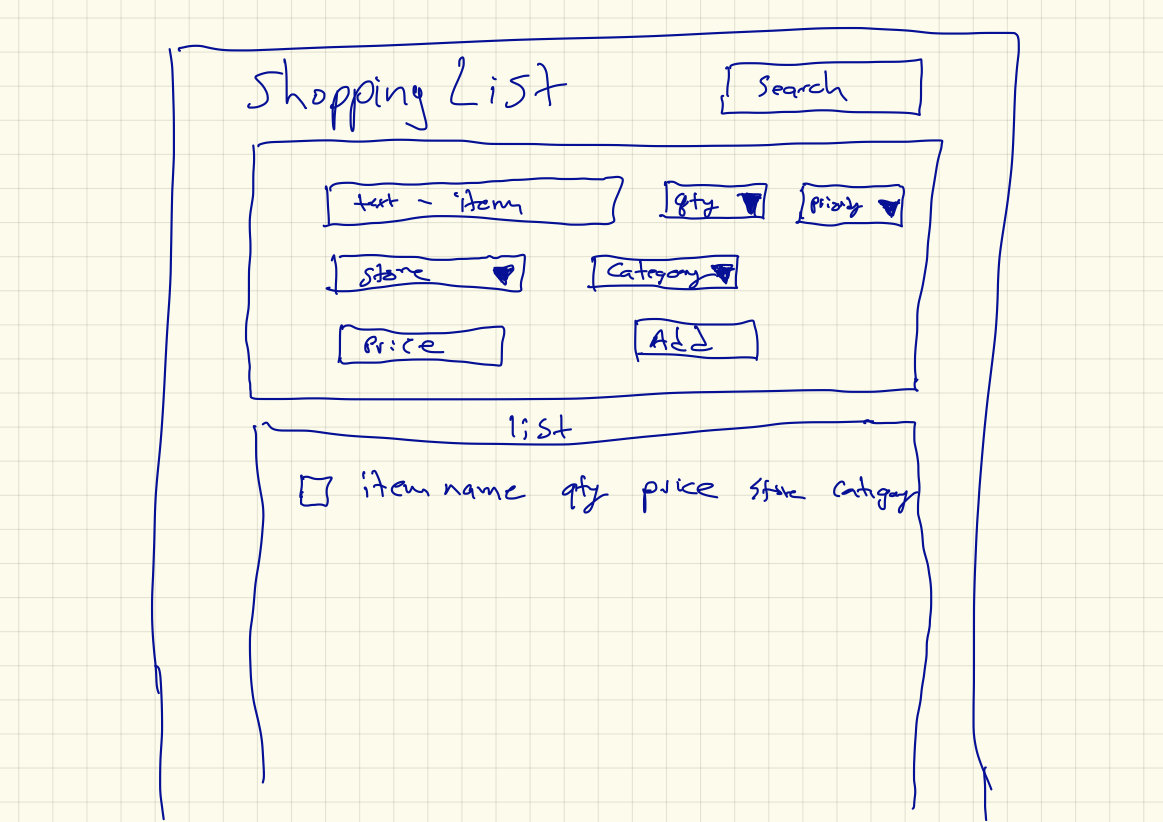 Shopping List Search
text - item qty priority
Store Category
Price Add
list
item name qty price store category